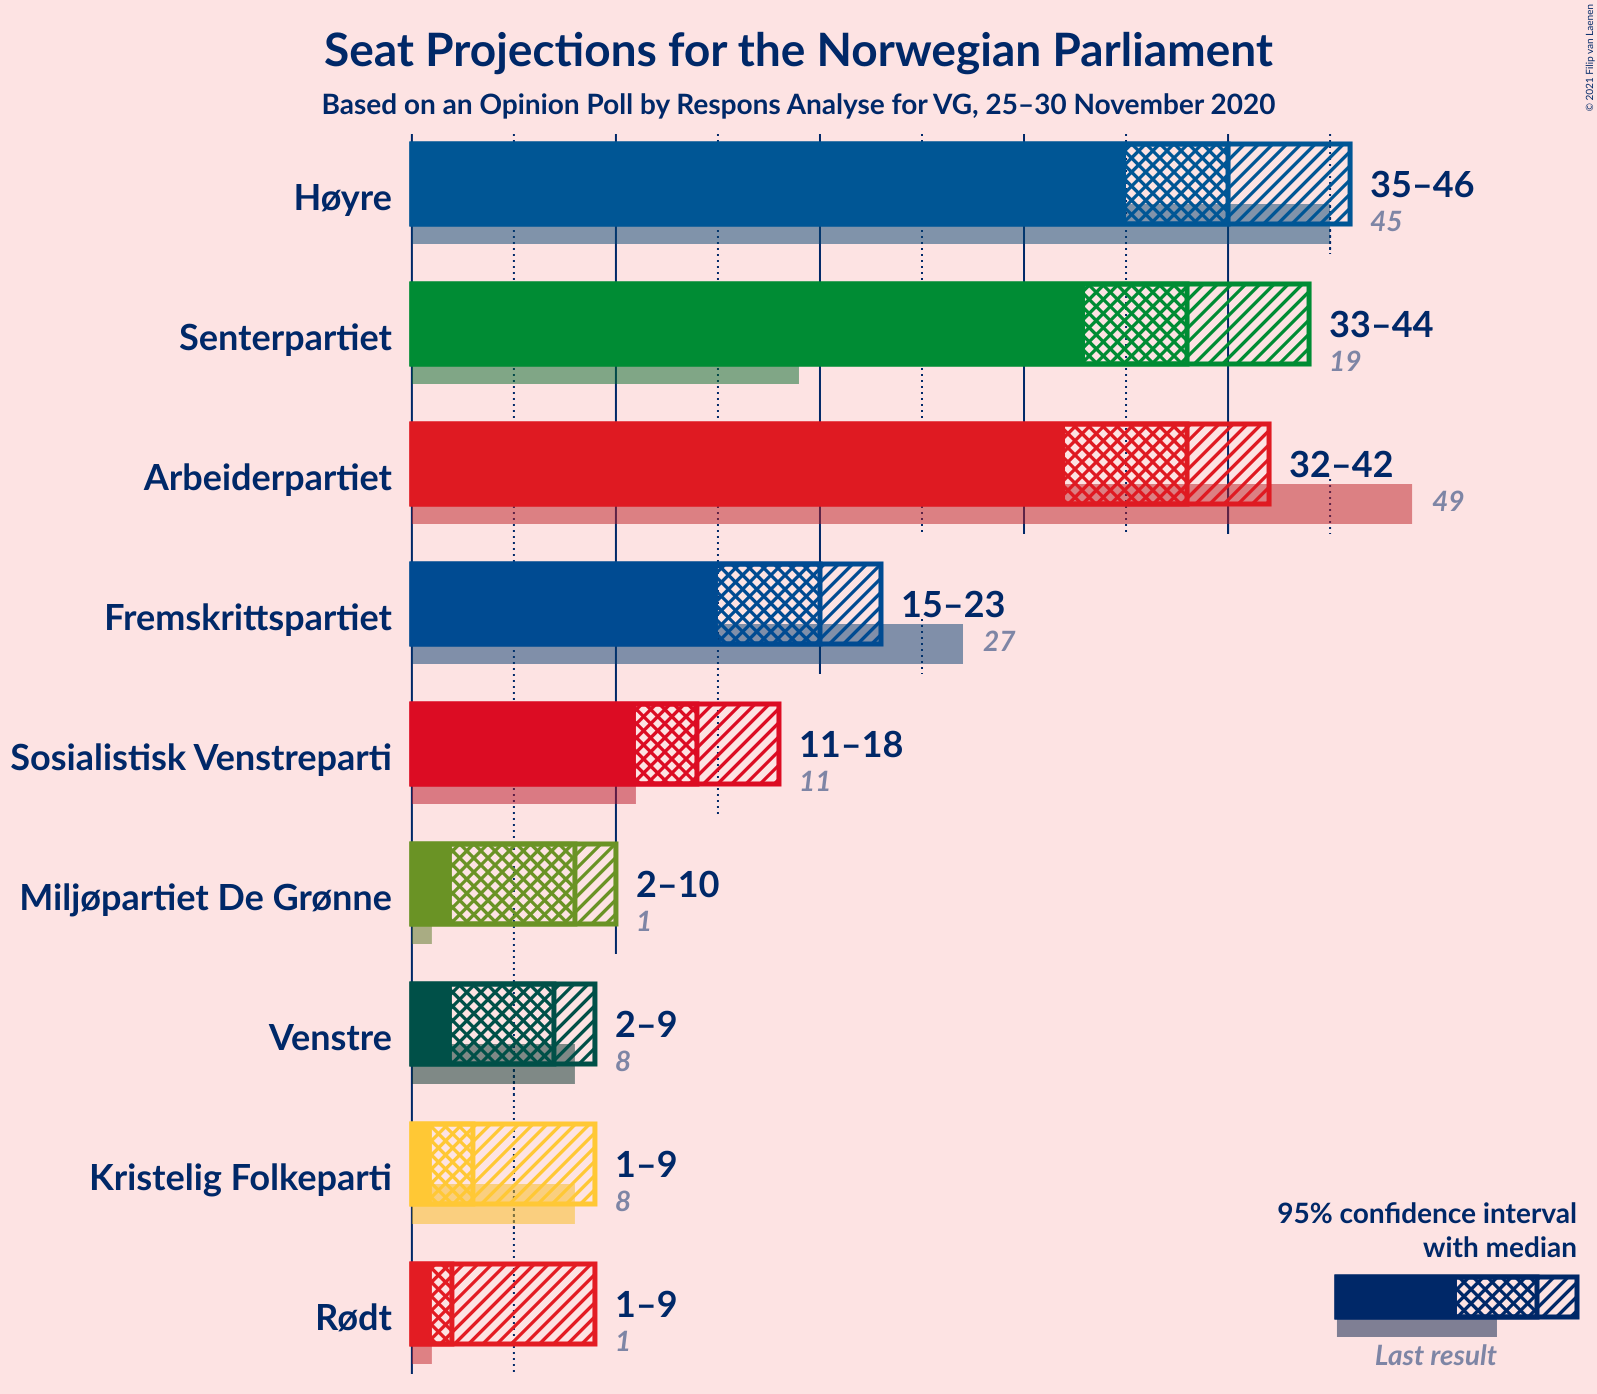 Seat Projections for the Norwegian Parliament
Based on an Opinion Poll by Respons Analyse for VG, 25–30 November 2020
© 2021 Filip van Laenen
Høyre
35–46
45
Senterpartiet
33–44
19
Arbeiderpartiet
32–42
49
Fremskrittspartiet
15–23
27
Sosialistisk Venstreparti
11–18
11
Miljøpartiet De Grønne
2–10
1
Venstre
2–9
8
Kristelig Folkeparti
1–9
8
Rødt
1–9
1
95% confidence interval
with median
Last result